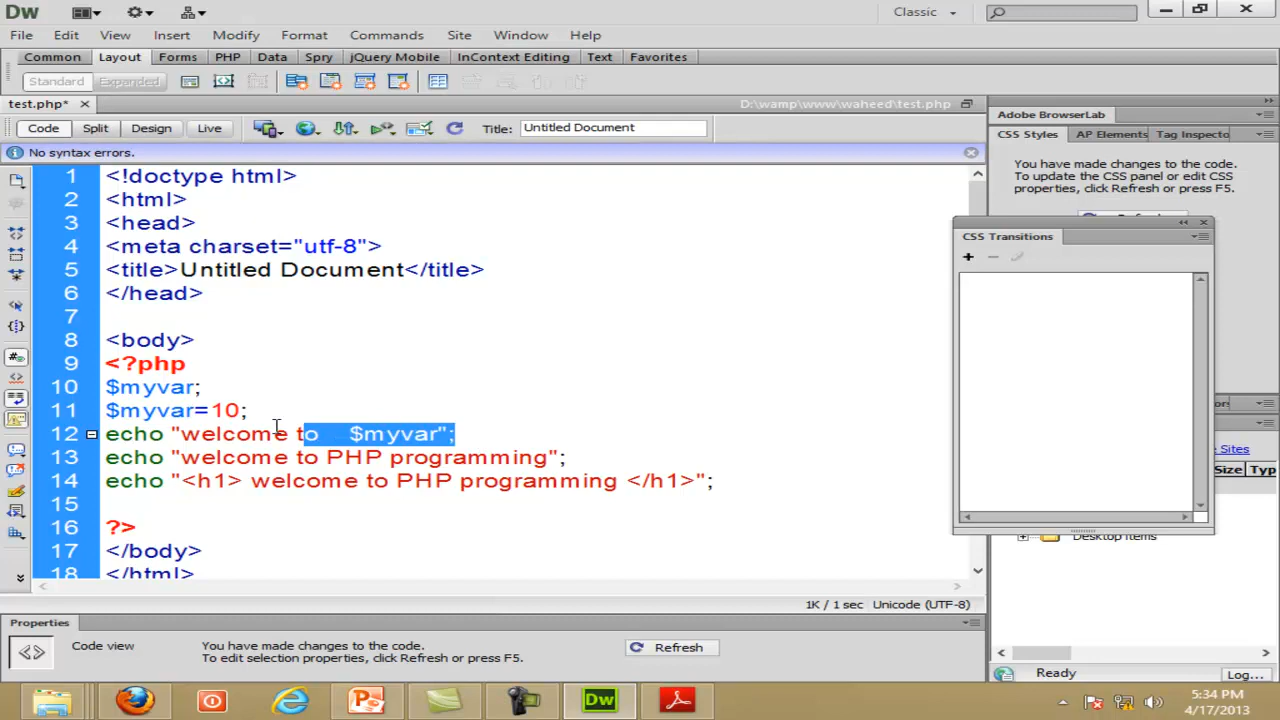 Dw
Classic
File Edit View Insert Modify Format Commands Site Window Help
Common Layout Forms PHP Data Spry jQuery Mobile InContext Editing Text Favorites
Standard Expanded
test.php* D:\wamp\www\waheed\test.php
Code Split Design Live Title: Untitled Document
No syntax errors.
1 <!doctype html>
2 <html>
3 <head>
4 <meta charset="utf-8">
5 <title>Untitled Document</title>
6 </head>
7
8 <body>
9 <?php
10 $myvar;
11 $myvar=10;
12 echo "welcome to $myvar";
13 echo "welcome to PHP programming";
14 echo "<h1> welcome to PHP programming </h1>";
15
16 ?>
17 </body>
18 </html>
1K / 1 sec Unicode (UTF-8)
Properties
Code view
You have made changes to the code.
To edit selection properties, click Refresh or press F5.
Refresh
Adobe BrowserLab
CSS Styles AP Elements Tag Inspecto
You have made changes to the code.
To update the CSS panel or edit CSS
properties, click Refresh or press F5.
CSS Transitions
Sites
Size Typ
Desktop items
Ready Log...
Dw
5:34 PM
4/17/2013